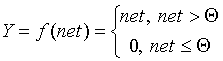 Y = f(net) = { net, net > Θ
0, net ≤ Θ